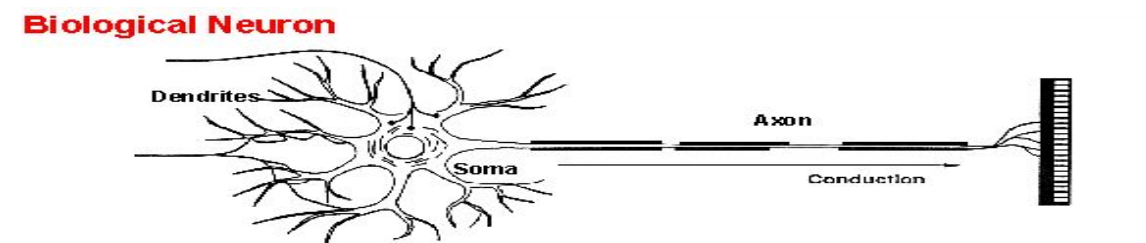 Biological Neuron
Dendrites
Axon
Soma
Conduction